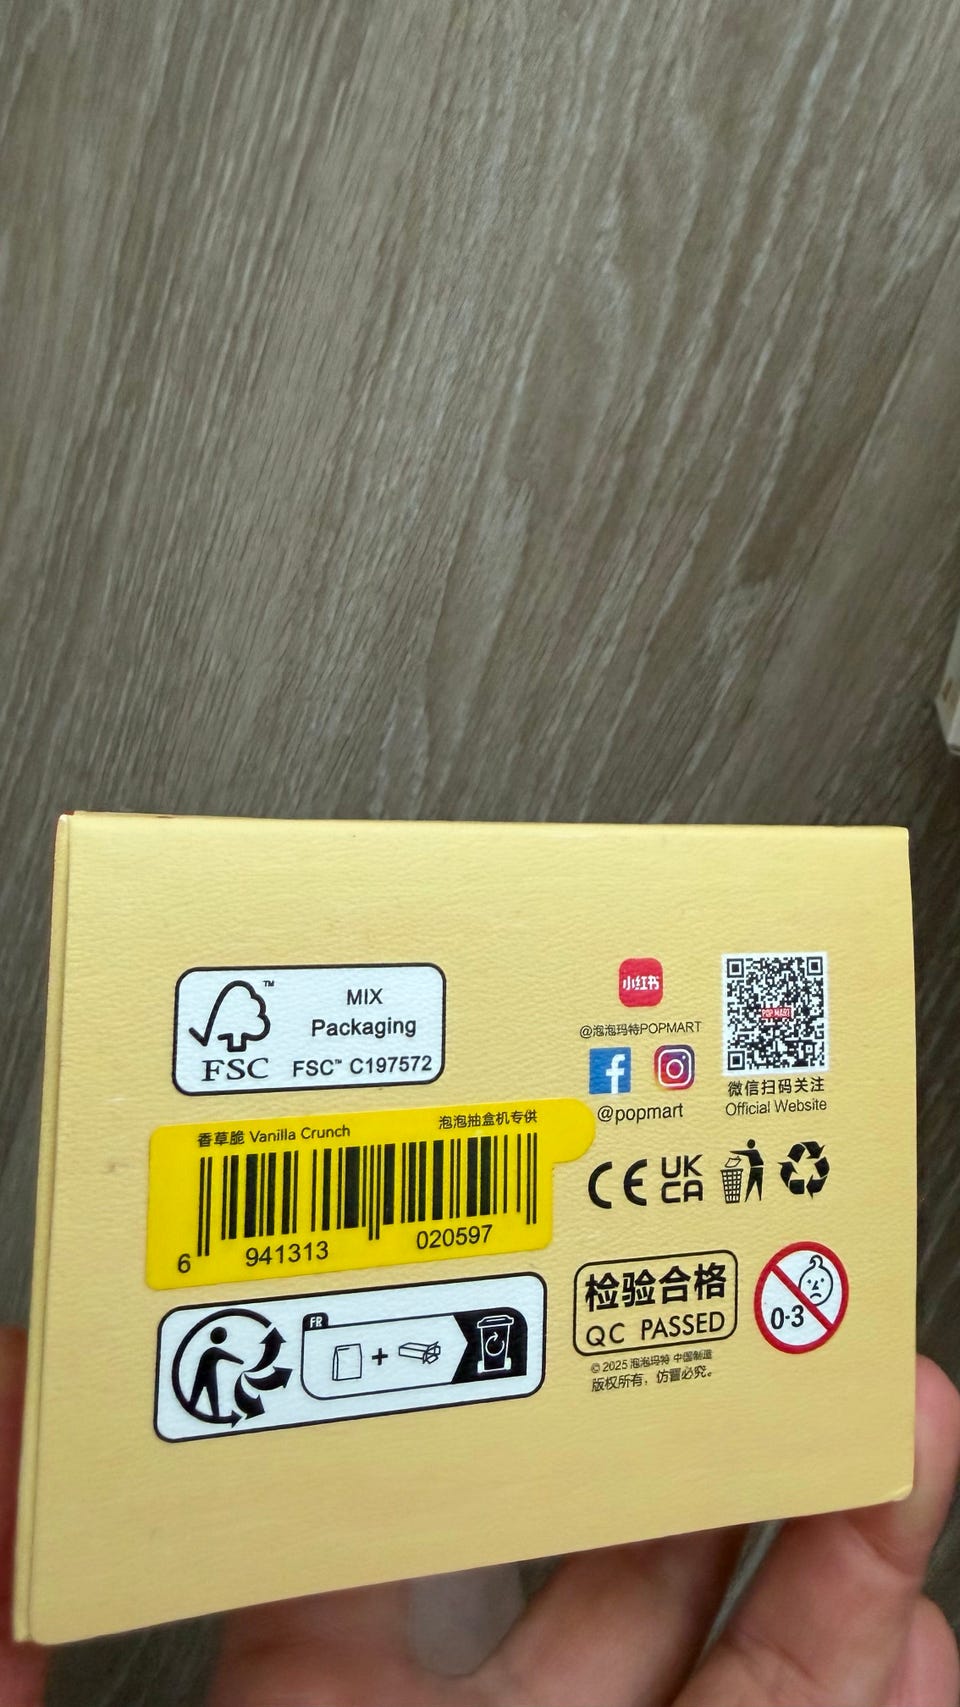 FSC™
MIX
Packaging
FSC™ C197572
小红书
@泡泡玛特POPMART
@popmart
POP MART
微信扫码关注
Official Website
香草脆 Vanilla Crunch
泡泡抽盒机专供
6 941313 020597
CE
UK
CA
FR
检验合格
QC PASSED
0-3
© 2025 泡泡玛特 中国制造
版权所有，仿冒必究。